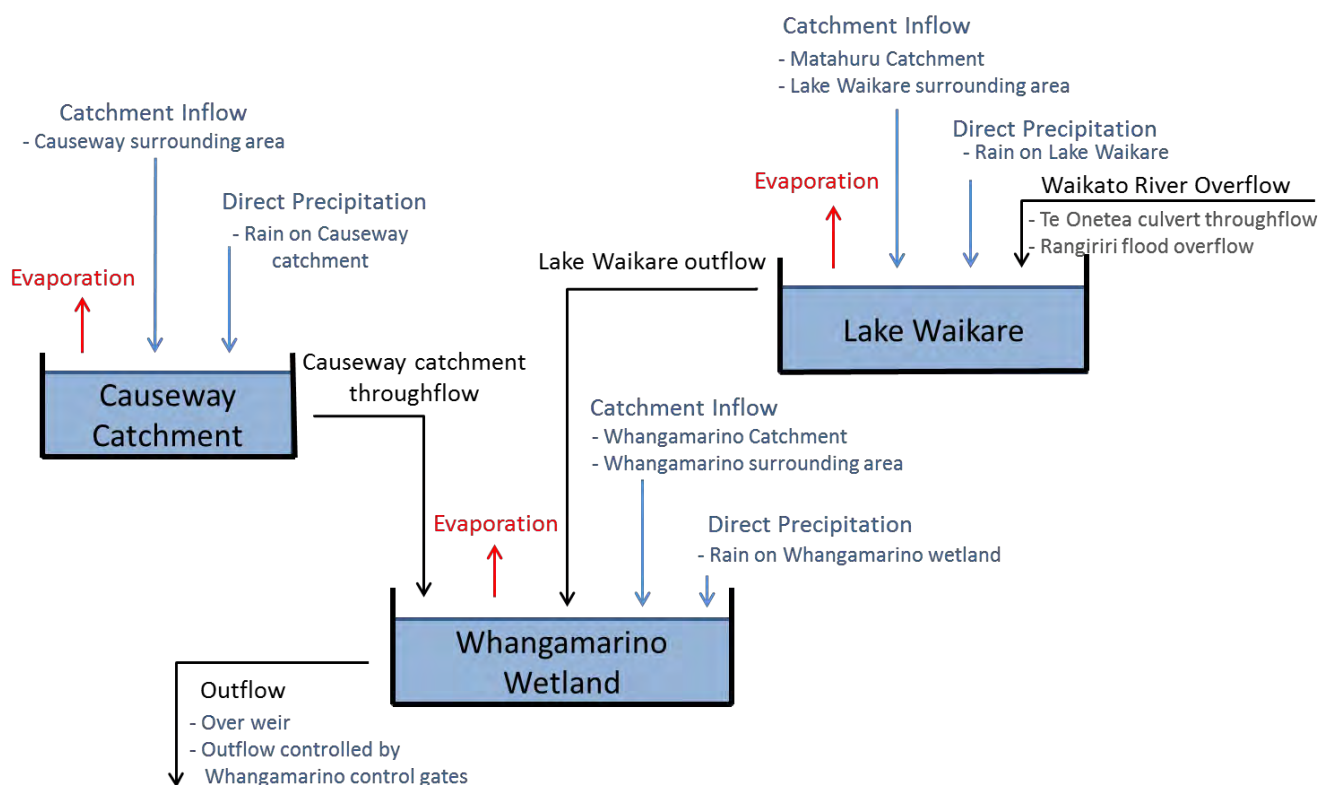 Catchment Inflow
- Matahuru Catchment
- Lake Waikare surrounding area
Catchment Inflow
- Causeway surrounding area
Direct Precipitation
- Rain on Lake Waikare
Evaporation
Waikato River Overflow
- Te Onetea culvert throughflow
- Rangiriri flood overflow
Direct Precipitation
- Rain on Causeway
catchment
Evaporation
Lake Waikare outflow
Lake Waikare
Causeway catchment
throughflow
Causeway
Catchment
Catchment Inflow
- Whangamarino Catchment
- Whangamarino surrounding area
Evaporation
Direct Precipitation
- Rain on Whangamarino wetland
Whangamarino
Wetland
Outflow
- Over weir
- Outflow controlled by
Whangamarino control gates